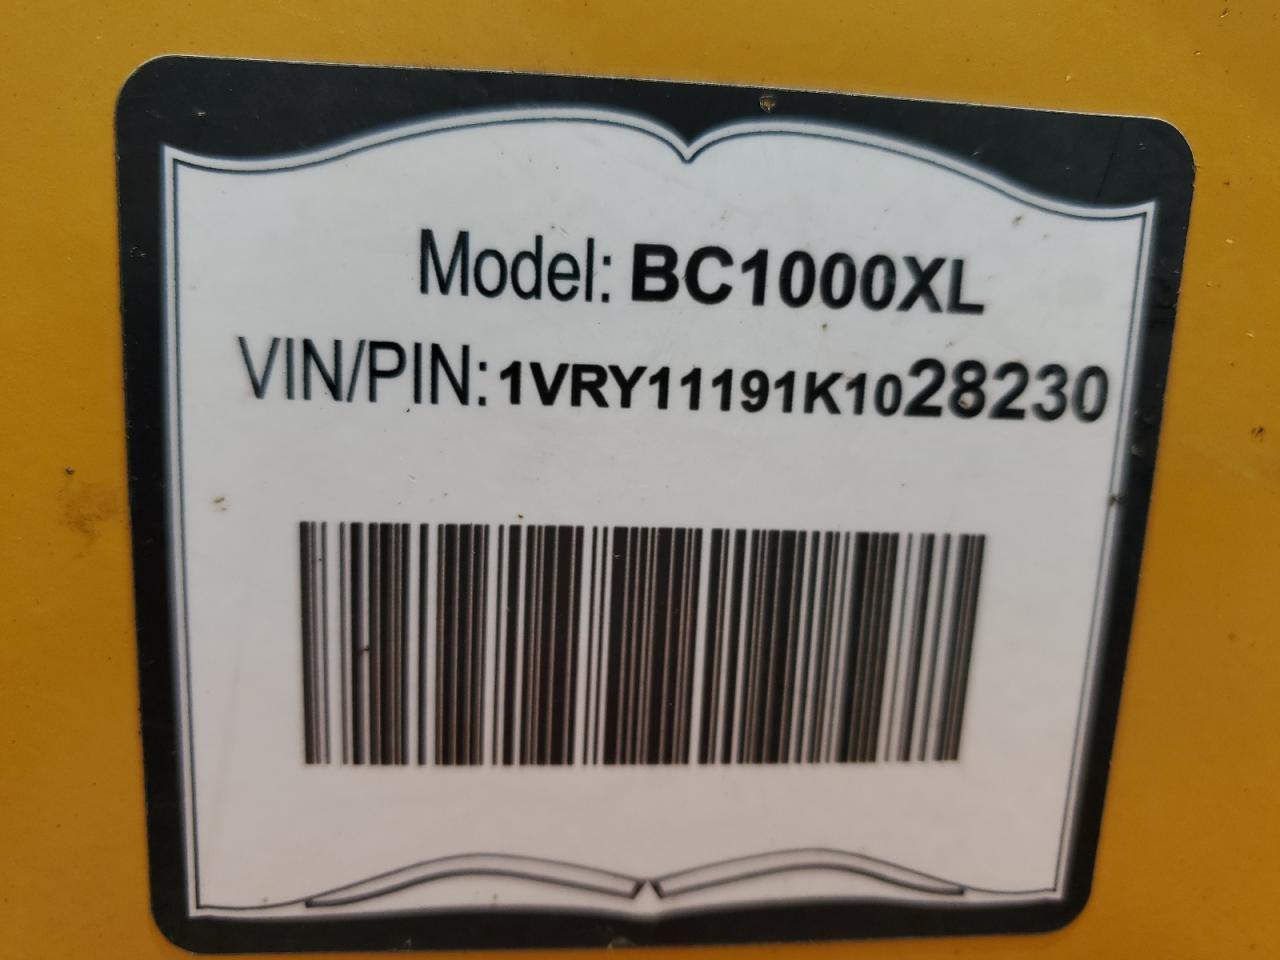 Model: BC1000XL
VIN/PIN: 1VRY11191K1028230